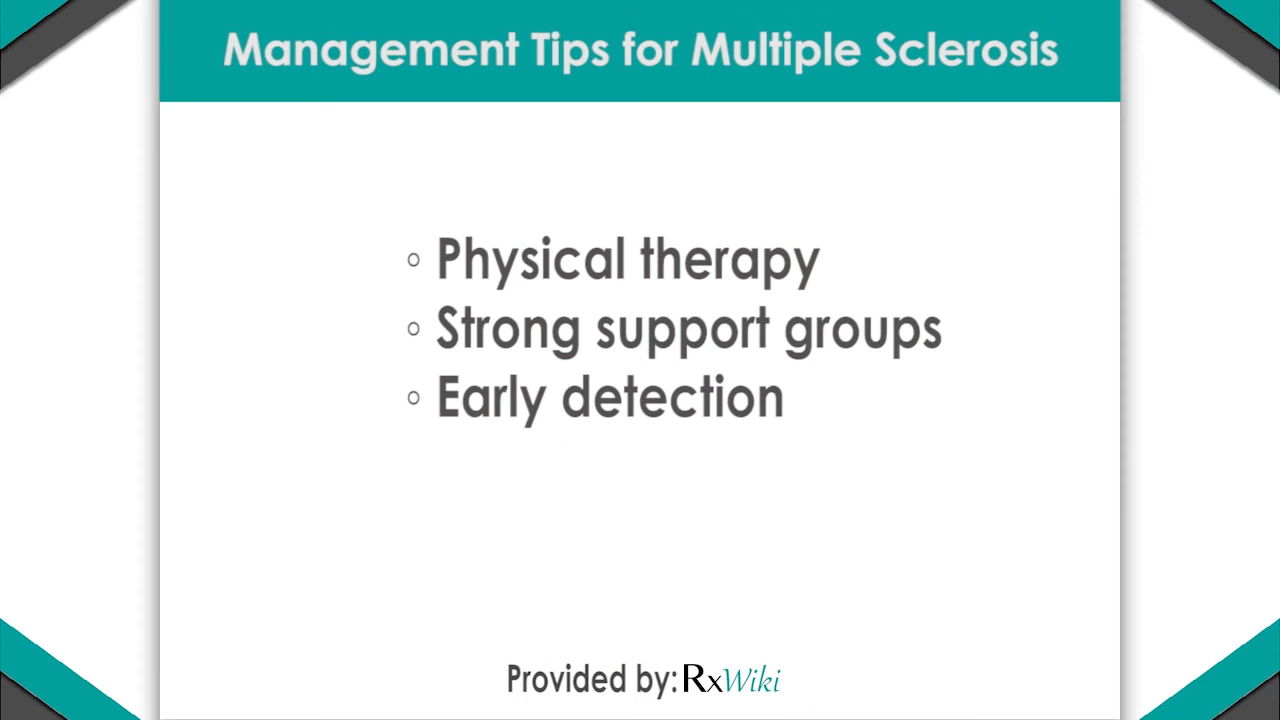 Management Tips for Multiple Sclerosis
◦ Physical therapy
◦ Strong support groups
◦ Early detection
Provided by: RxWiki